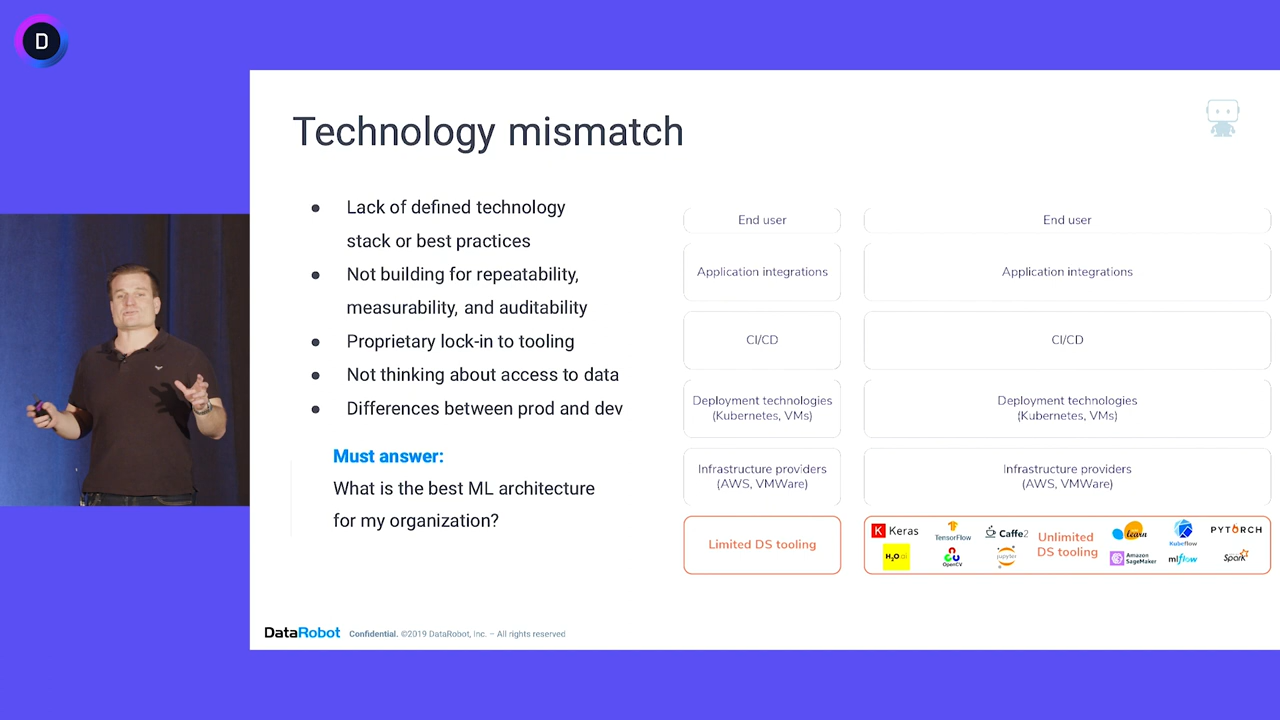 D
Technology mismatch
● Lack of defined technology
stack or best practices
● Not building for repeatability,
measurability, and auditability
● Proprietary lock-in to tooling
● Not thinking about access to data
● Differences between prod and dev
Must answer:
What is the best ML architecture
for my organization?
End user
Application integrations
CI/CD
Deployment technologies
(Kubernetes, VMs)
Infrastructure providers
(AWS, VMWare)
Limited DS tooling
End user
Application integrations
CI/CD
Deployment technologies
(Kubernetes, VMs)
Infrastructure providers
(AWS, VMWare)
K Keras
TensorFlow
Caffe2
H2O.ai
OpenCV
jupyter
Unlimited
DS tooling
learn
Kubeflow
PYTORCH
Amazon
SageMaker
mlflow
Spark
DataRobot Confidential. ©2019 DataRobot, Inc. – All rights reserved